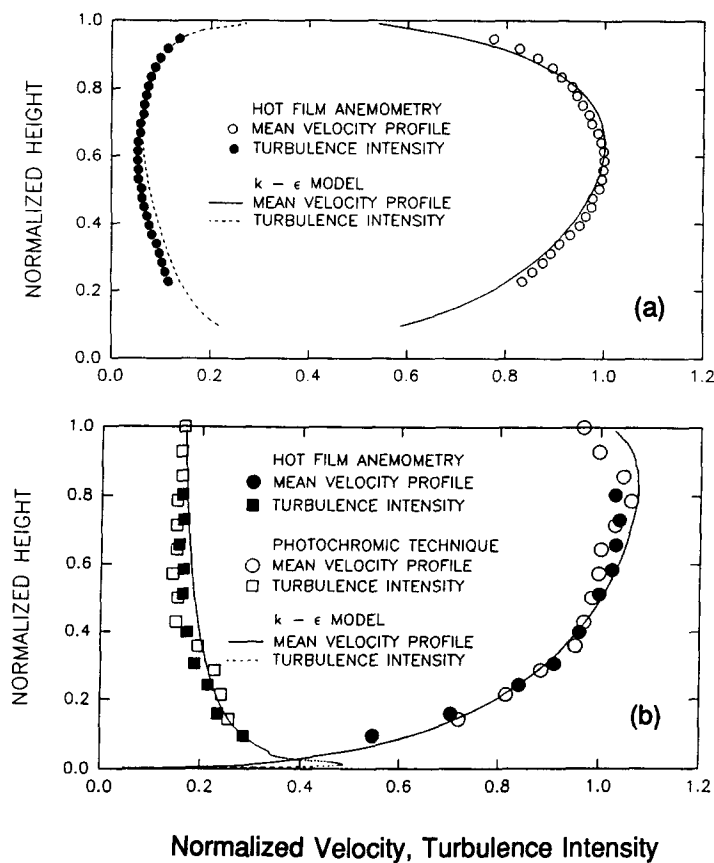 1.0
0.8
0.6
0.4
0.2
0.0
NORMALIZED HEIGHT
HOT FILM ANEMOMETRY
MEAN VELOCITY PROFILE
TURBULENCE INTENSITY
k - ε MODEL
MEAN VELOCITY PROFILE
TURBULENCE INTENSITY
(a)
0.0 0.2 0.4 0.6 0.8 1.0 1.2
1.0
0.8
0.6
0.4
0.2
0.0
NORMALIZED HEIGHT
HOT FILM ANEMOMETRY
MEAN VELOCITY PROFILE
TURBULENCE INTENSITY
PHOTOCHROMIC TECHNIQUE
MEAN VELOCITY PROFILE
TURBULENCE INTENSITY
k - ε MODEL
MEAN VELOCITY PROFILE
TURBULENCE INTENSITY
(b)
0.0 0.2 0.4 0.6 0.8 1.0 1.2
Normalized Velocity, Turbulence Intensity